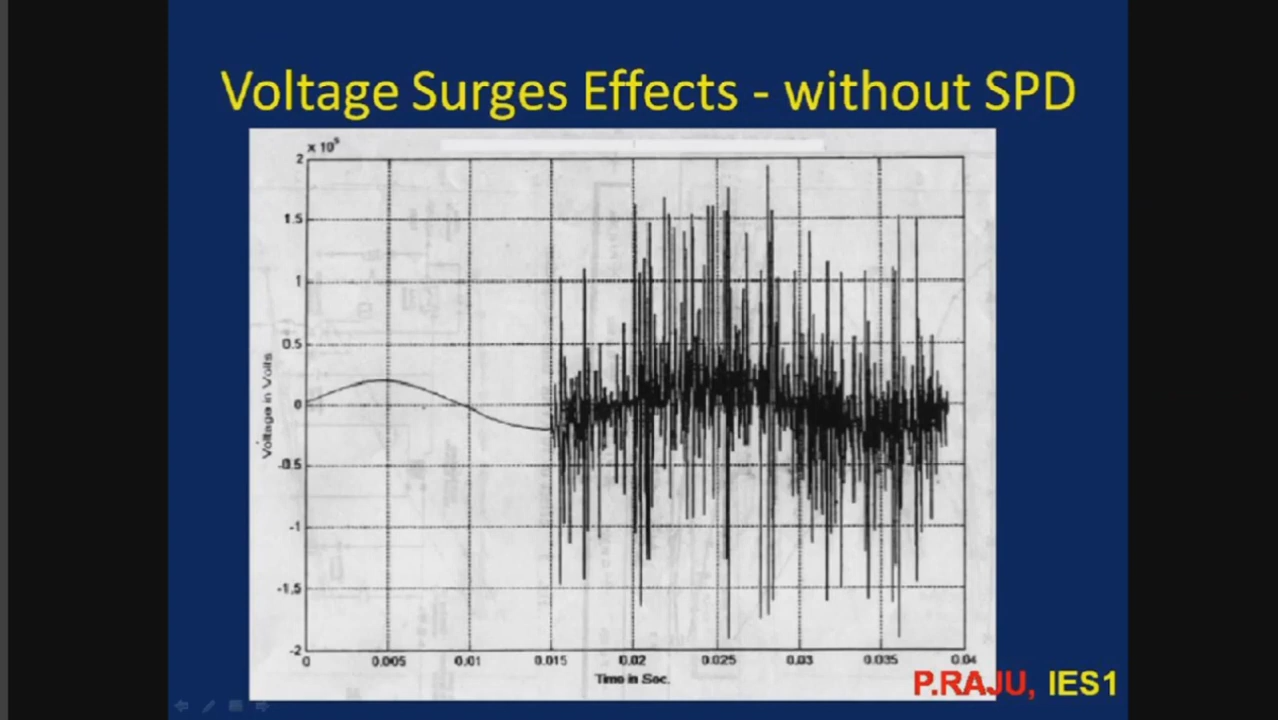 Voltage Surges Effects - without SPD
2
1.5
1
0.5
0
-0.5
-1
-1.5
-2
Voltage in Volts
0 0.005 0.01 0.015 0.02 0.025 0.03 0.035 0.04
Time in Sec.
P.RAJU, IES1